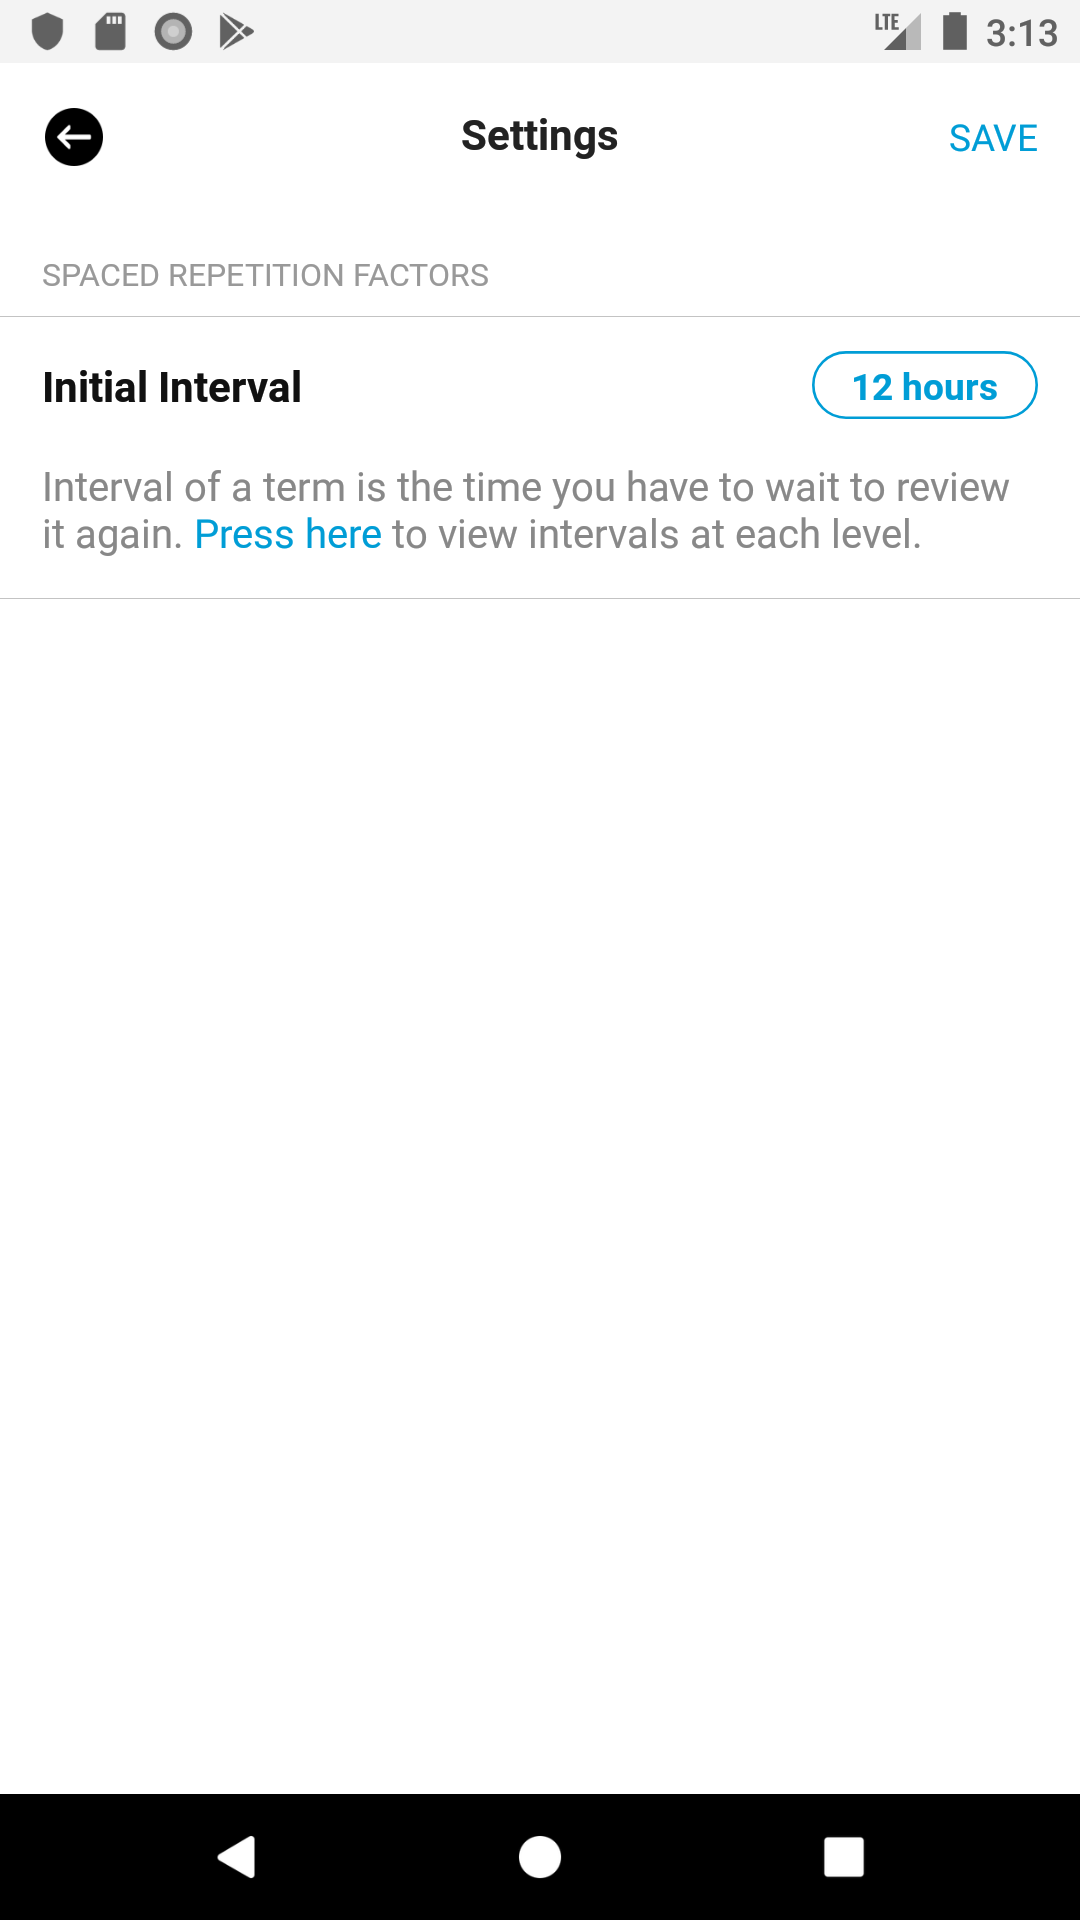 LTE 3:13
Settings
SAVE
SPACED REPETITION FACTORS
Initial Interval
12 hours
Interval of a term is the time you have to wait to review
it again. Press here to view intervals at each level.